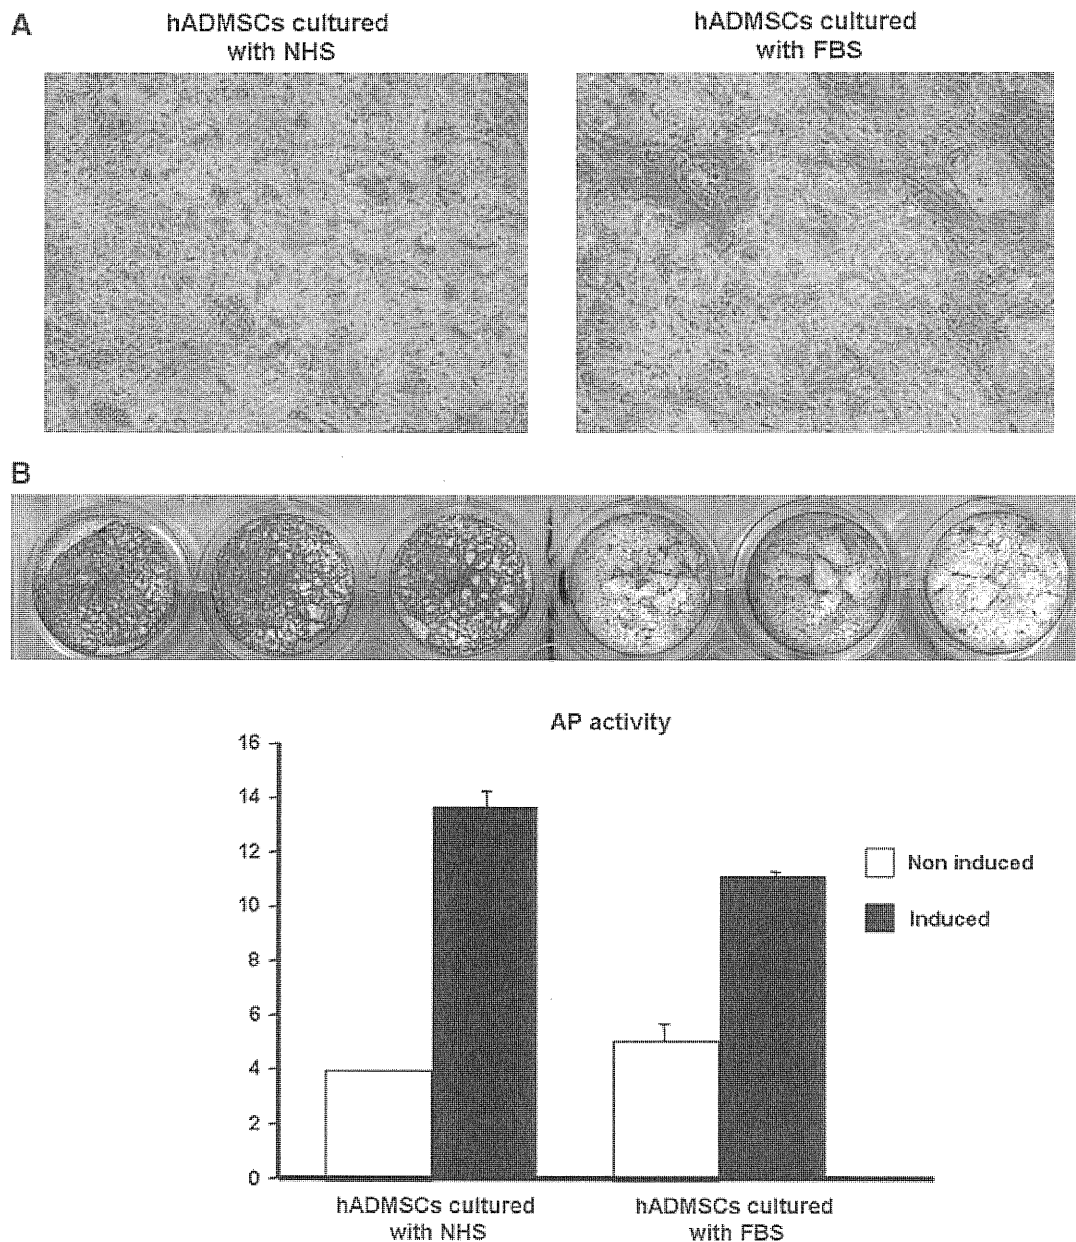 A
hADMSCs cultured
with NHS
hADMSCs cultured
with FBS
B
AP activity
16
14
12
10
8
6
4
2
0
Non induced
Induced
hADMSCs cultured
with NHS
hADMSCs cultured
with FBS